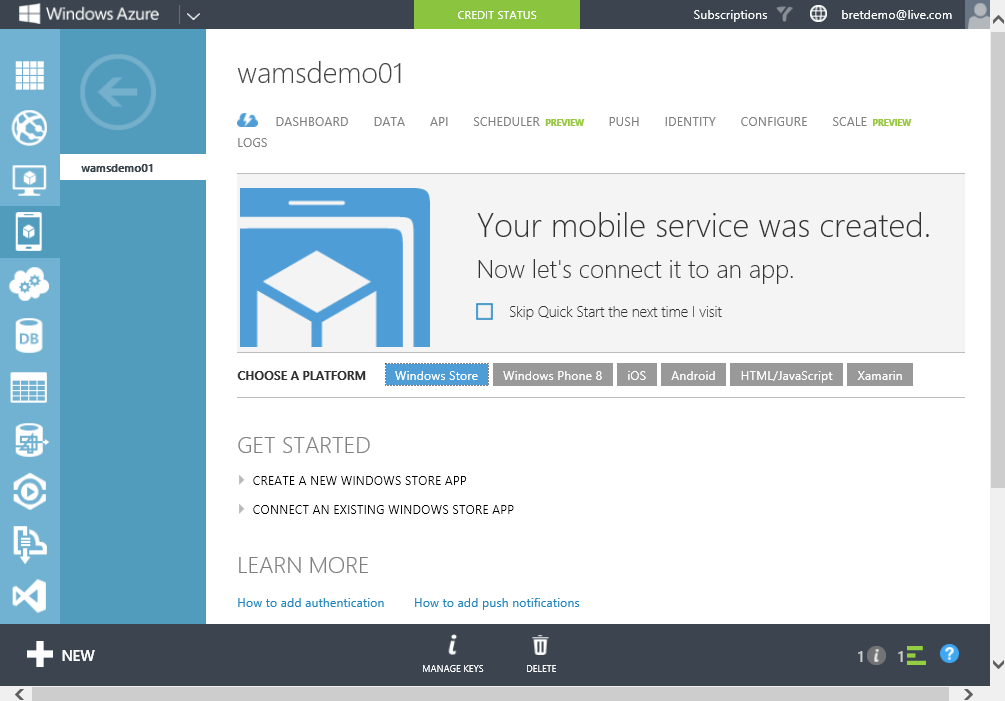 Windows Azure CREDIT STATUS Subscriptions bretdemo@live.com
wamsdemo01
DASHBOARD DATA API SCHEDULER PREVIEW PUSH IDENTITY CONFIGURE SCALE PREVIEW
LOGS
wamsdemo01
Your mobile service was created.
Now let's connect it to an app.
Skip Quick Start the next time I visit
DB
CHOOSE A PLATFORM Windows Store Windows Phone 8 iOS Android HTML/JavaScript Xamarin
GET STARTED
CREATE A NEW WINDOWS STORE APP
CONNECT AN EXISTING WINDOWS STORE APP
LEARN MORE
How to add authentication How to add push notifications
NEW MANAGE KEYS DELETE 1 i 1 ?